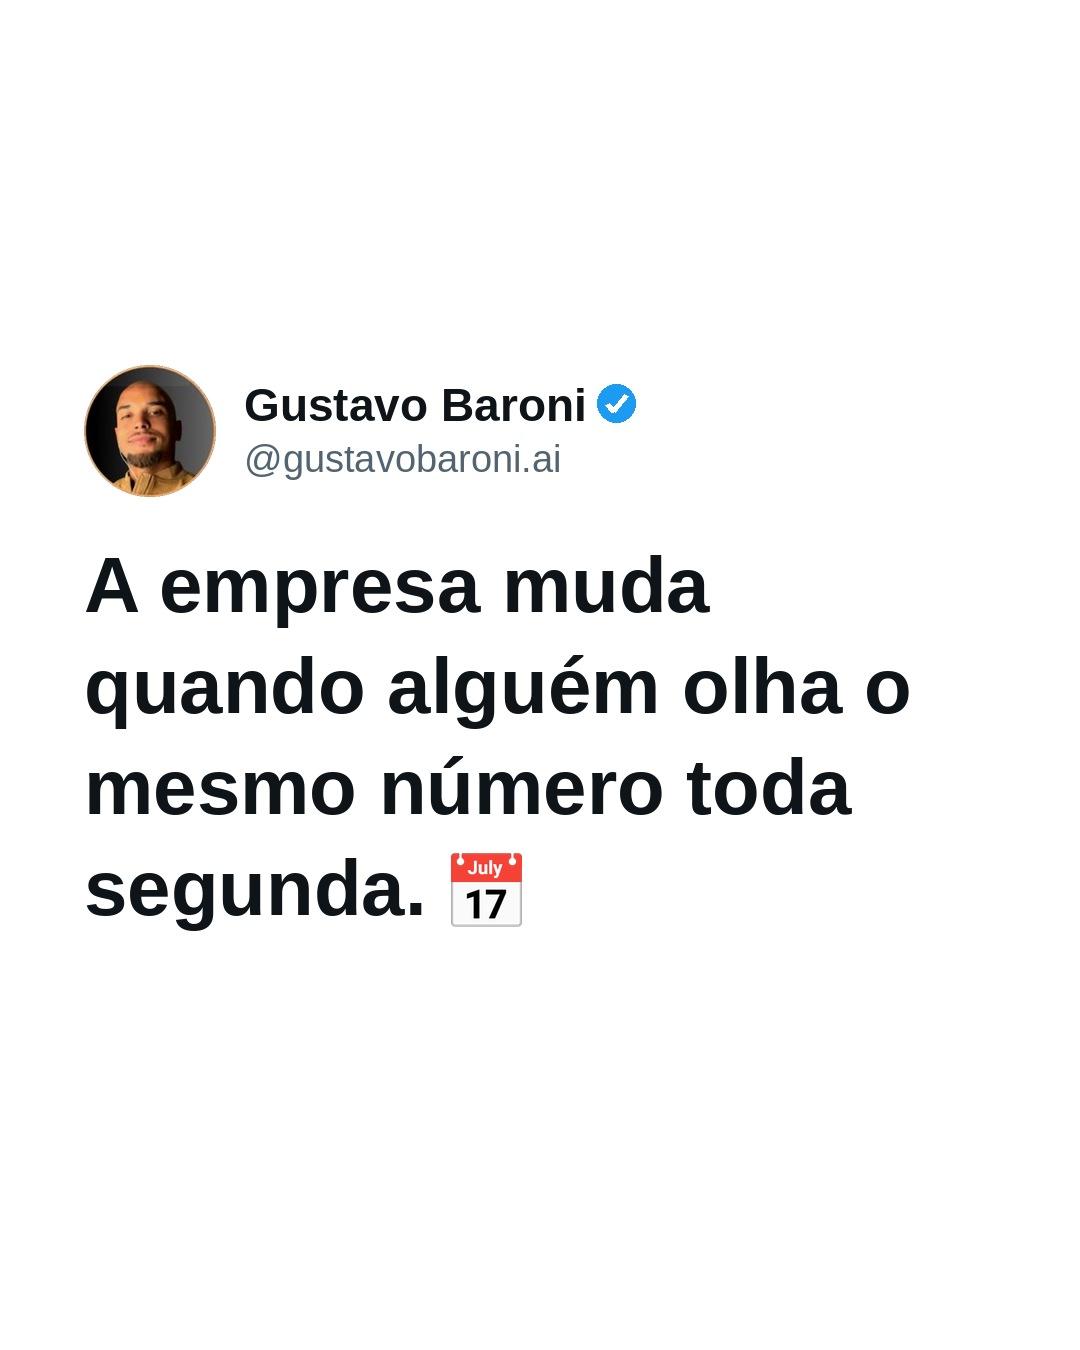 Gustavo Baroni
@gustavobaroni.ai
A empresa muda
quando alguém olha o
mesmo número toda
segunda. 📅
July
17